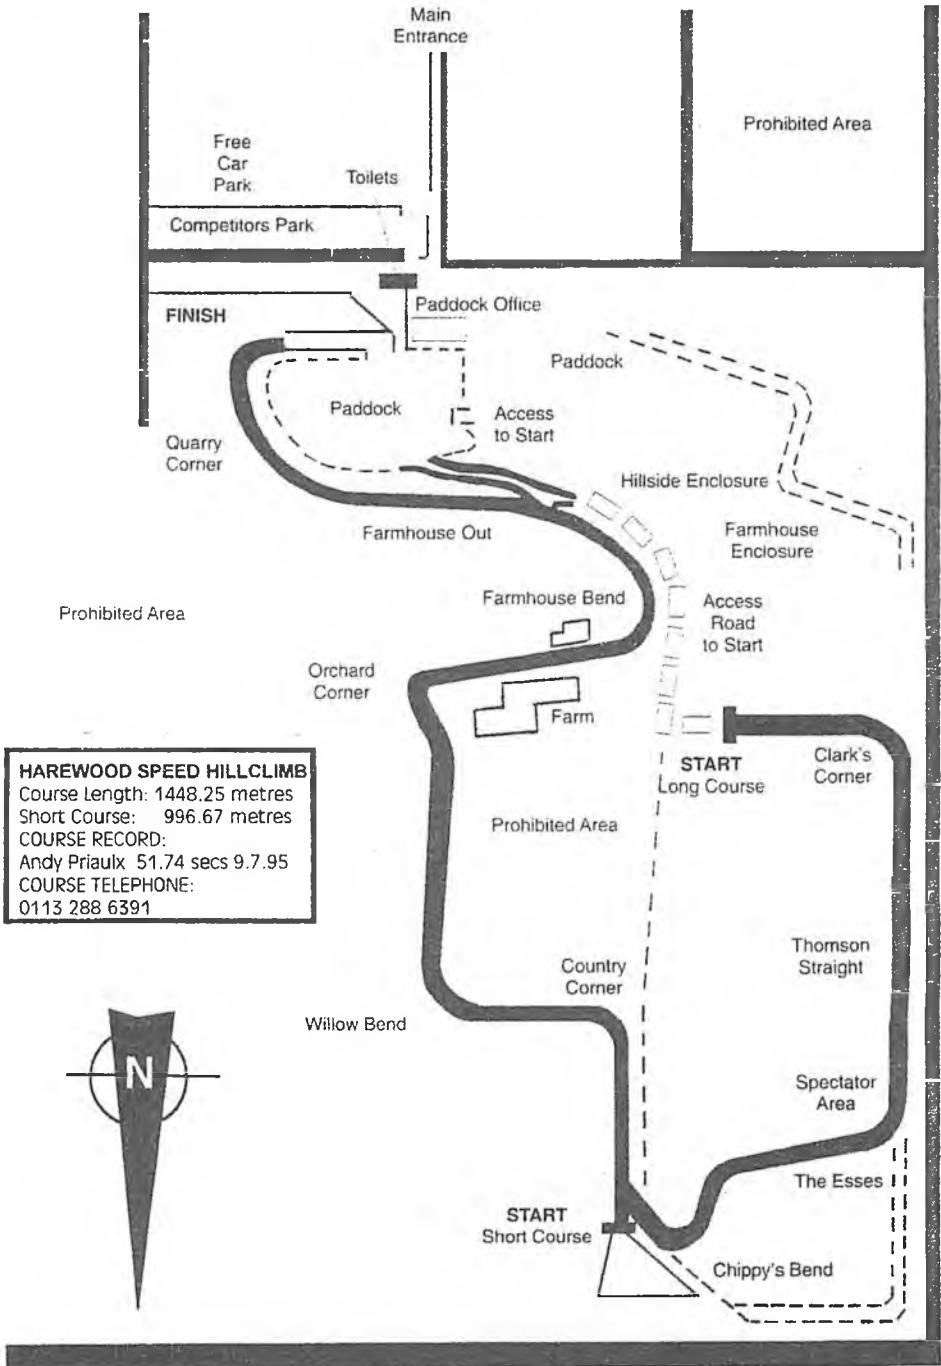 Main
Entrance
Prohibited Area
Free
Car
Park
Toilets
Competitors Park
FINISH
Paddock Office
Paddock
Paddock
Access
to Start
Quarry
Corner
Hillside Enclosure
Farmhouse Out
Farmhouse
Enclosure
Farmhouse Bend
Access
Road
to Start
Prohibited Area
Orchard
Corner
Farm
START
Long Course
Clark's
Corner
HAREWOOD SPEED HILLCLIMB
Course Length: 1448.25 metres
Short Course: 996.67 metres
COURSE RECORD:
Andy Priaulx 51.74 secs 9.7.95
COURSE TELEPHONE:
0113 288 6391
Prohibited Area
Thomson
Straight
Country
Corner
Willow Bend
N
Spectator
Area
The Esses
START
Short Course
Chippy's Bend